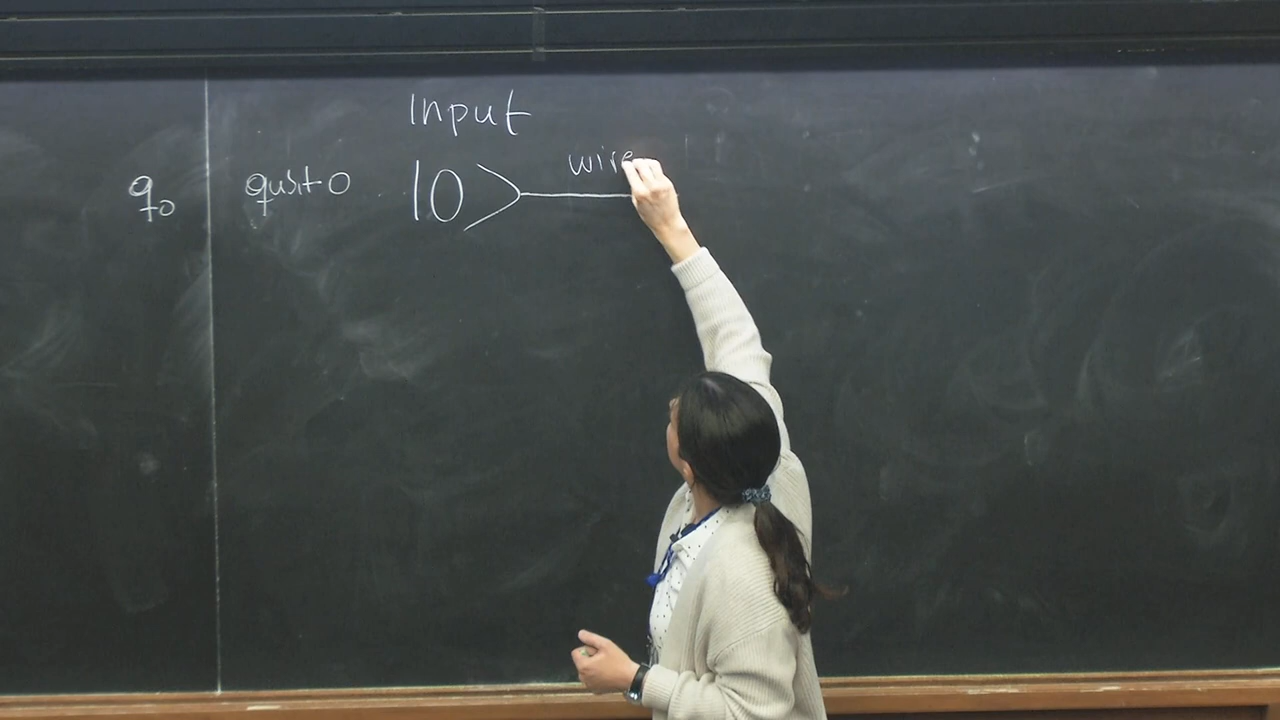 Input
wire
q₀ qubit 0 |0⟩